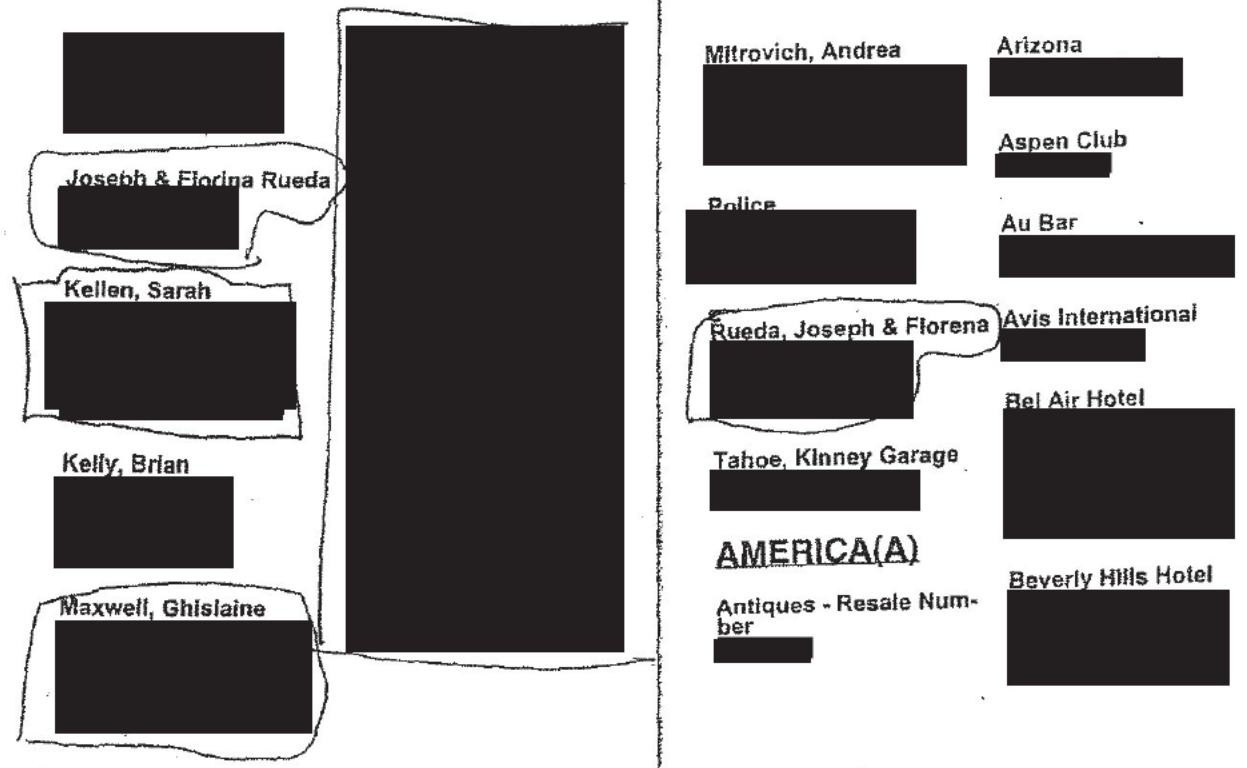 Joseph & Florina Rueda
Kellen, Sarah
Kelly, Brian
Maxwell, Ghislaine
Mitrovich, Andrea
Police
Rueda, Joseph & Florena
Tahoe, Kinney Garage
AMERICA(A)
Antiques - Resale Num-
ber
Arizona
Aspen Club
Au Bar
Avis International
Bel Air Hotel
Beverly Hills Hotel